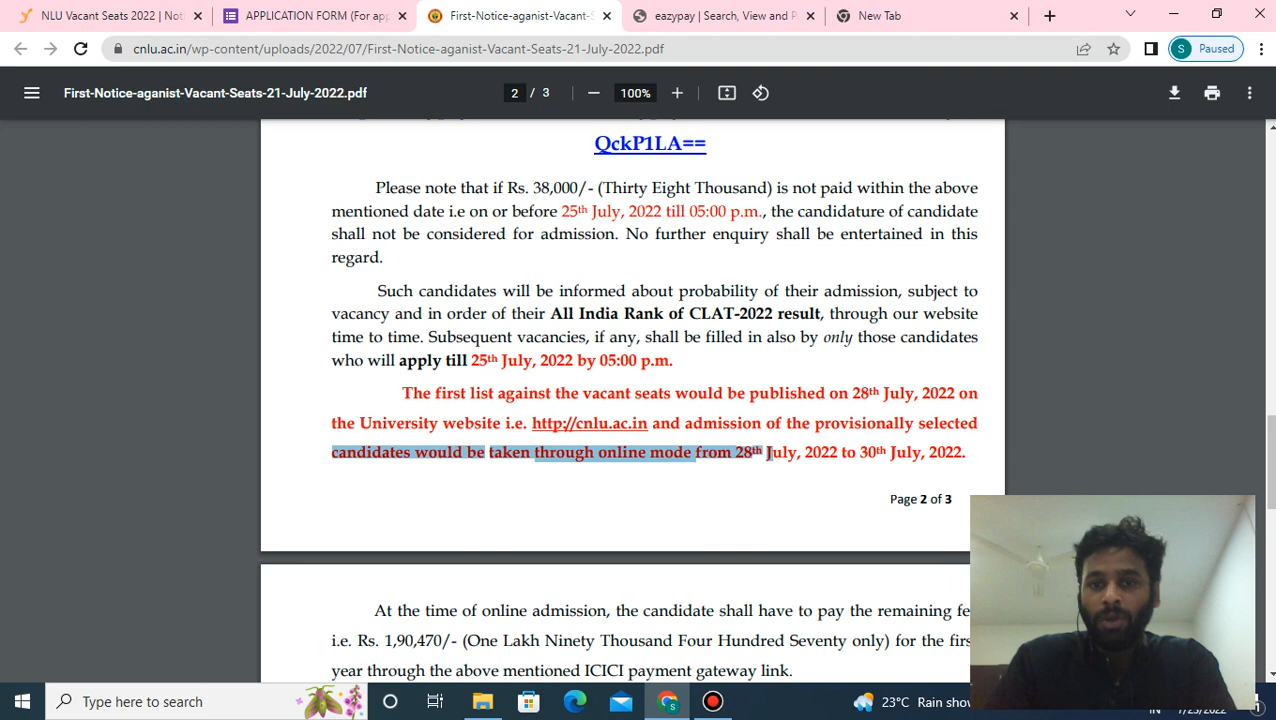 NLU Vacant Seats 2022 | Not
APPLICATION FORM (For app
First-Notice-aganist-Vacant-S
eazypay | Search, View and P
New Tab
cnlu.ac.in/wp-content/uploads/2022/07/First-Notice-aganist-Vacant-Seats-21-July-2022.pdf
S Paused
First-Notice-aganist-Vacant-Seats-21-July-2022.pdf
2 / 3
100%
QckP1LA==
Please note that if Rs. 38,000/- (Thirty Eight Thousand) is not paid within the above
mentioned date i.e on or before 25th July, 2022 till 05:00 p.m., the candidature of candidate
shall not be considered for admission. No further enquiry shall be entertained in this
regard.
Such candidates will be informed about probability of their admission, subject to
vacancy and in order of their All India Rank of CLAT-2022 result, through our website
time to time. Subsequent vacancies, if any, shall be filled in also by only those candidates
who will apply till 25th July, 2022 by 05:00 p.m.
The first list against the vacant seats would be published on 28th July, 2022 on
the University website i.e. http://cnlu.ac.in and admission of the provisionally selected
candidates would be taken through online mode from 28th July, 2022 to 30th July, 2022.
Page 2 of 3
At the time of online admission, the candidate shall have to pay the remaining fe
i.e. Rs. 1,90,470/- (One Lakh Ninety Thousand Four Hundred Seventy only) for the firs
year through the above mentioned ICICI payment gateway link.
Type here to search
23°C Rain show
IN
7/23/2022